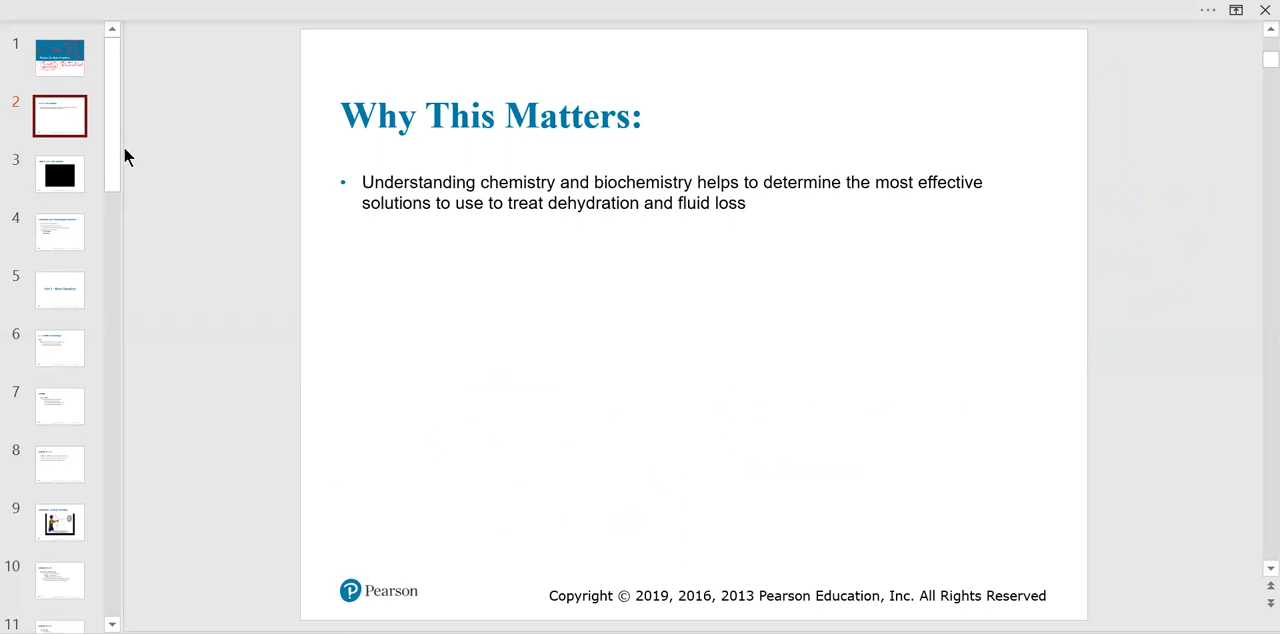 1
2
3
4
5
6
7
8
9
10
11
Why This Matters:
• Understanding chemistry and biochemistry helps to determine the most effective
solutions to use to treat dehydration and fluid loss
Pearson
Copyright © 2019, 2016, 2013 Pearson Education, Inc. All Rights Reserved